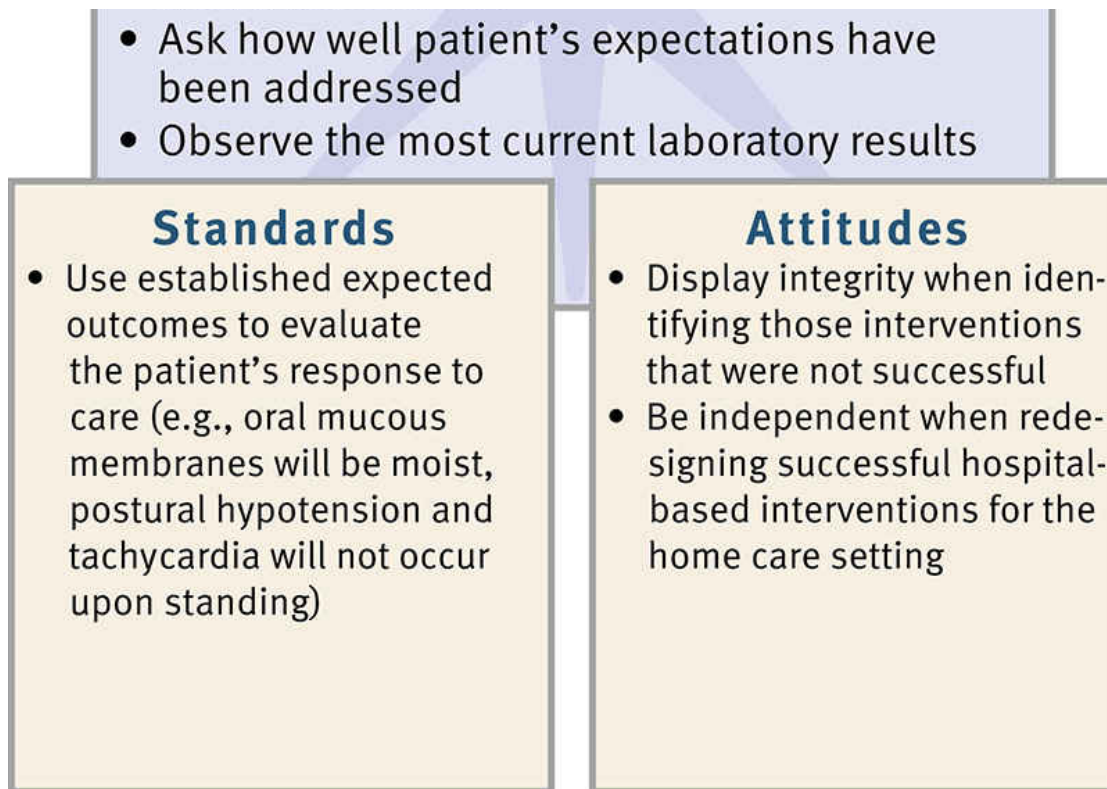 • Ask how well patient's expectations have
been addressed
• Observe the most current laboratory results
Standards
• Use established expected
outcomes to evaluate
the patient's response to
care (e.g., oral mucous
membranes will be moist,
postural hypotension and
tachycardia will not occur
upon standing)
Attitudes
• Display integrity when iden-
tifying those interventions
that were not successful
• Be independent when rede-
signing successful hospital-
based interventions for the
home care setting